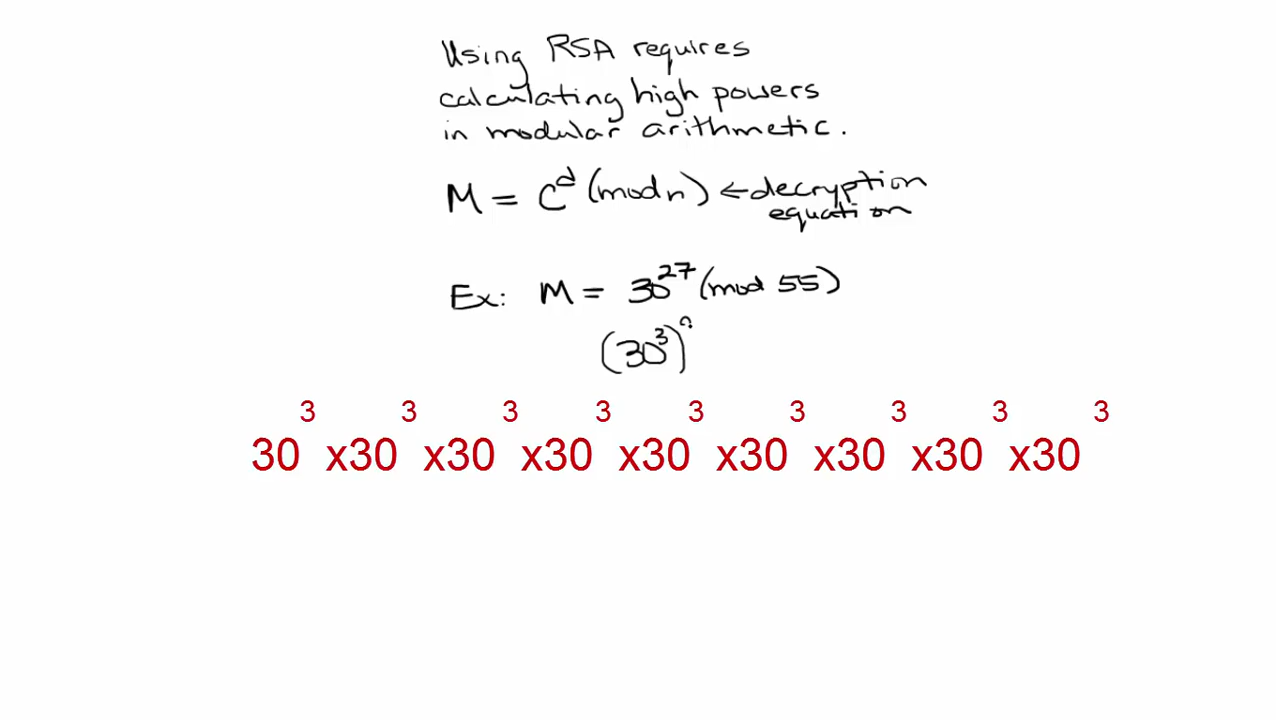 Using RSA requires
calculating high powers
in modular arithmetic.
M = C^d (mod n) ← decryption
equation
Ex: M = 30^27 (mod 55)
(30^3)
30^3 x30^3 x30^3 x30^3 x30^3 x30^3 x30^3 x30^3 x30^3